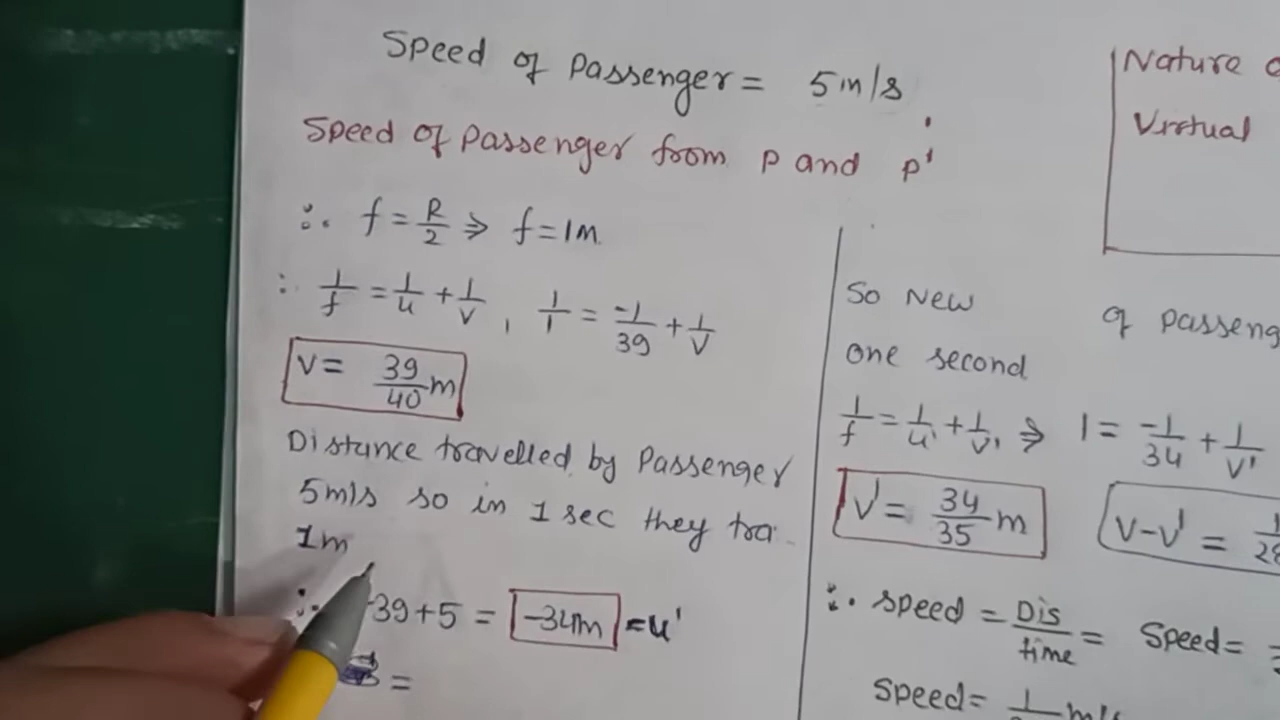 Speed of Passenger = 5m/s
Speed of Passenger from P and P'
∴ f = R/2 ⇒ f = 1m
∴ 1/f = 1/u + 1/v , 1/1 = -1/39 + 1/v
v = 39/40 m
Distance travelled by Passenger
5m/s so in 1 sec they tra
1m
-39+5 = -34m = u'
=
Nature
Virtual
So New of passeng
one second
1/f = 1/u' + 1/v' ⇒ 1 = -1/34 + 1/v'
v' = 34/35 m
v-v' =
∴ speed = Dis/time = Speed =
Speed =